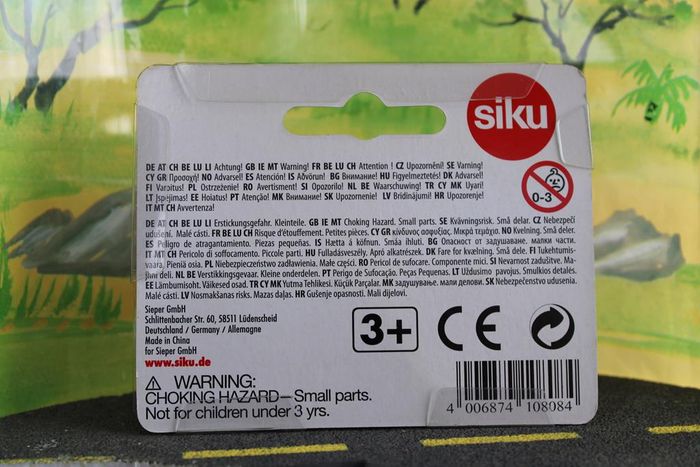 siku
DE AT CH BE LU LI Achtung! GB IE MT Warning! FR BE LU CH Attention ! CZ Upozornění! SE Varning!
CY GR Προσοχή! ES Atención! IS Aðvörun! BG Внимание! HU Figyelmeztetés! DK Advarsel!
FI Varoitus! PL Ostrzeżenie! RO Avertisment! SI Opozorilo! NL BE Waarschuwing! TR CY MK Uyari!
LT Įspėjimas! EE Hoiatus! PT Atenção! MK Внимание! SK Upozornenie! LV Brīdinājumi! HR Upozorenje!
IT MT CH Avvertenza!
0-3
DE AT CH BE LU LI Erstickungsgefahr. Kleinteile. GB IE MT Choking Hazard. Small parts. SE Kvävningsrisk. Små delar. CZ Nebezpečí
udušení. Malé části. FR BE LU CH Risque d'étouffement. Petites pièces. CY GR κίνδυνος ασφυξίας. Μικρά τεμάχιο. NO Kvelning. Små deler.
ES Peligro de atragantamiento. Piezas pequeñas. IS Hætta á köfnun. Smáa íhluti. BG Опасност от задушаване. малки части.
IT MT CH Pericolo di soffocamento. Piccole parti. HU Fulladásveszély. Apró alkatrészek. DK Fare for kvælning. Små dele. FI Tukehtumis-
vaara. Pieniä osia. PL Niebezpieczeństwo zadławienia. Małe części. RO Pericol de sufocare. Componente mici. SI Nevarnost zadušitve. Ma-
jhni deli. NL BE Verstikkingsgevaar. Kleine onderdelen. PT Perigo de Sufocação. Peças Pequenas. LT Uždusimo pavojus. Smulkios detalės.
EE Lämbumisoht. Väikesed osad. TR CY MK Yutma Tehlikesi. Küçük Parçalar. MK задушување. мали делови. SK Nebezpečenstvo udusenia.
Malé časti. LV Nosmakšanas risks. Mazas daļas. HR Gušenje opasnosti. Mali dijelovi.
Sieper GmbH
Schlittenbacher Str. 60, 58511 Lüdenscheid
Deutschland / Germany / Allemagne
Made in China
for Sieper GmbH
www.siku.de
3+
CE
WARNING:
CHOKING HAZARD—Small parts.
Not for children under 3 yrs.
4 006874 108084